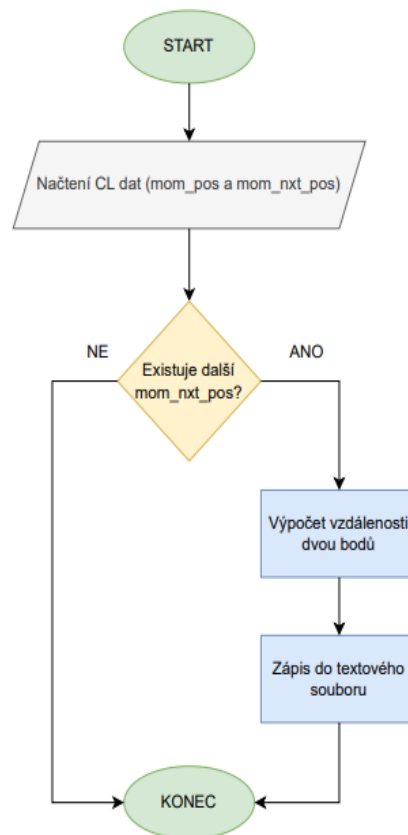 START
Načtení CL dat (mom_pos a mom_nxt_pos)
NE
ANO
Existuje další
mom_nxt_pos?
Výpočet vzdálenosti
dvou bodů
Zápis do textového
souboru
KONEC